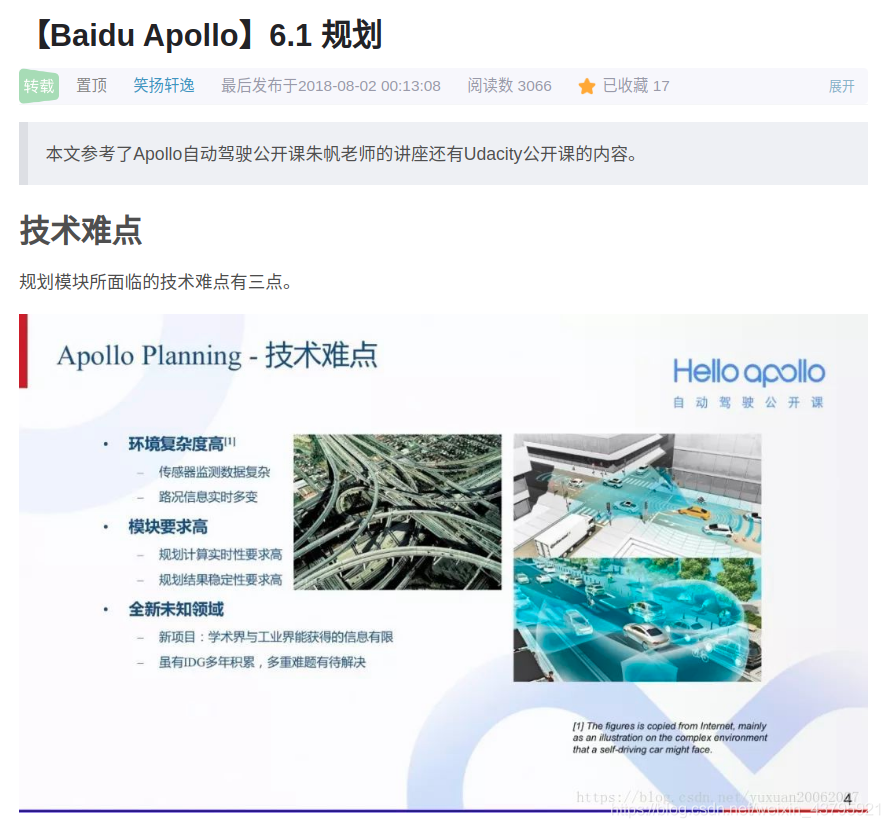 【Baidu Apollo】6.1 规划
转载 置顶 笑扬轩逸 最后发布于2018-08-02 00:13:08 阅读数 3066 已收藏 17 展开
本文参考了Apollo自动驾驶公开课朱帆老师的讲座还有Udacity公开课的内容。
技术难点
规划模块所面临的技术难点有三点。
Apollo Planning - 技术难点
Hello apollo
自动驾驶公开课
• 环境复杂度高[1]
– 传感器监测数据复杂
– 路况信息实时多变
• 模块要求高
– 规划计算实时性要求高
– 规划结果稳定性要求高
• 全新未知领域
– 新项目：学术界与工业界能获得的信息有限
– 虽有IDG多年积累，多重难题有待解决
[1] The figures is copied from Internet, mainly
as an illustration on the complex environment
that a self-driving car might face.
https://blog.csdn.net/yuxuan20062007
4